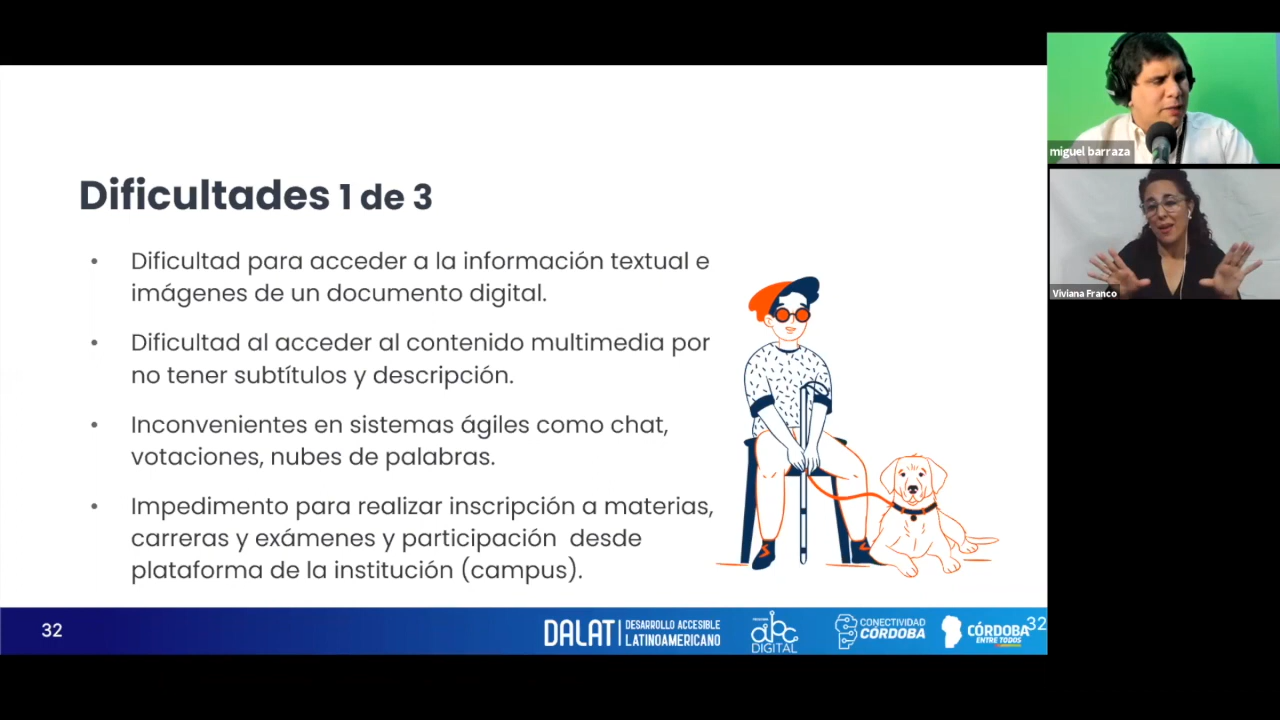 Dificultades 1 de 3
• Dificultad para acceder a la información textual e
imágenes de un documento digital.
• Dificultad al acceder al contenido multimedia por
no tener subtítulos y descripción.
• Inconvenientes en sistemas ágiles como chat,
votaciones, nubes de palabras.
• Impedimento para realizar inscripción a materias,
carreras y exámenes y participación desde
plataforma de la institución (campus).
miguel barraza
Viviana Franco
32
DALAT
DESARROLLO ACCESIBLE
LATINOAMERICANO
abc
DIGITAL
CONECTIVIDAD
CÓRDOBA
CÓRDOBA
ENTRE TODOS
32